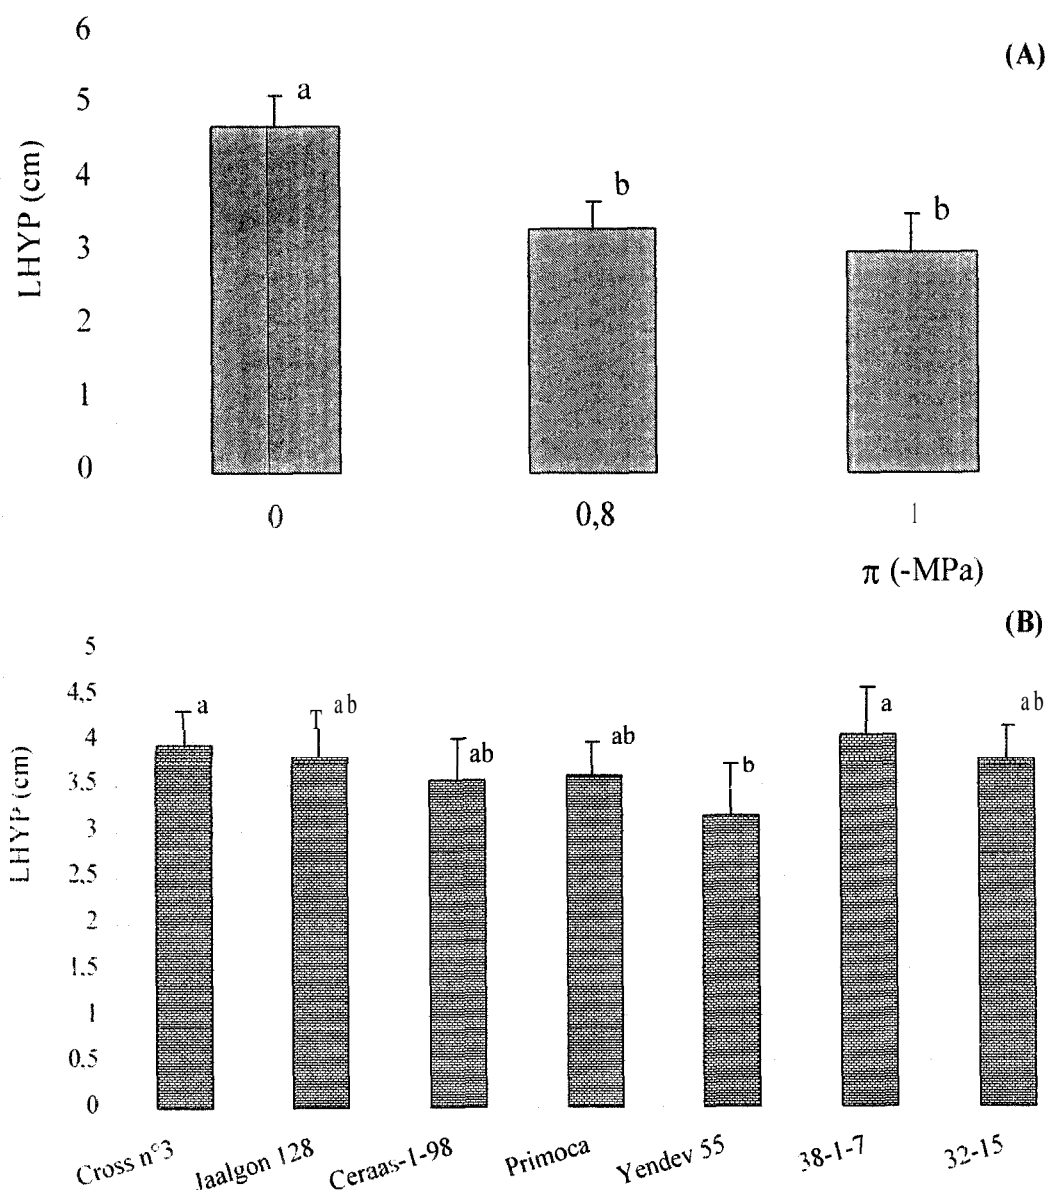 (A)
6
5
4
3
2
1
0
LHYP (cm)
a
b
b
0
0,8
1
π (-MPa)
(B)
5
4,5
4
3,5
3
2,5
2
1,5
1
0,5
0
LHYP (cm)
a
ab
ab
ab
b
a
ab
Cross n°3
Jaalgon 128
Ceraas-1-98
Primoca
Yendev 55
38-1-7
32-15